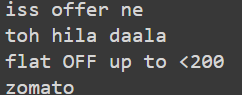 iss offer ne
toh hila daala
flat OFF up to <200
zomato